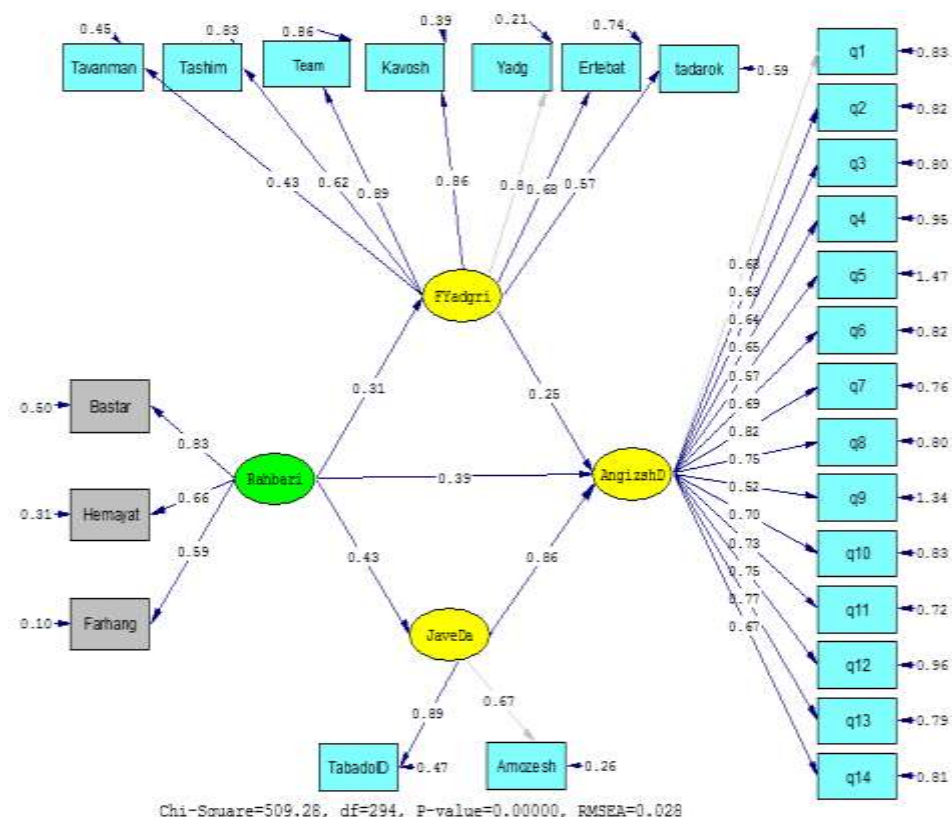 0.45
0.83
0.86
0.39
0.21
0.74
Tavanman
Tashim
Team
Kavosh
Yadg
Ertebat
tadarok
0.59
0.43
0.62
0.89
0.86
0.8
0.68
0.57
FYadgri
0.31
0.25
0.50
Bastar
0.83
0.31
Hemayat
0.66
0.10
Farhang
0.59
Rahbari
0.39
AngizshD
0.43
0.86
JaveDa
0.89
0.67
TabadolD
0.47
Amozesh
0.26
q1
0.83
q2
0.82
q3
0.80
q4
0.95
q5
1.47
q6
0.82
q7
0.76
q8
0.80
q9
1.34
q10
0.83
q11
0.72
q12
0.96
q13
0.79
q14
0.81
0.63
0.64
0.65
0.57
0.69
0.82
0.75
0.52
0.70
0.73
0.75
0.77
0.67
Chi-Square=509.28, df=294, P-value=0.00000, RMSEA=0.028